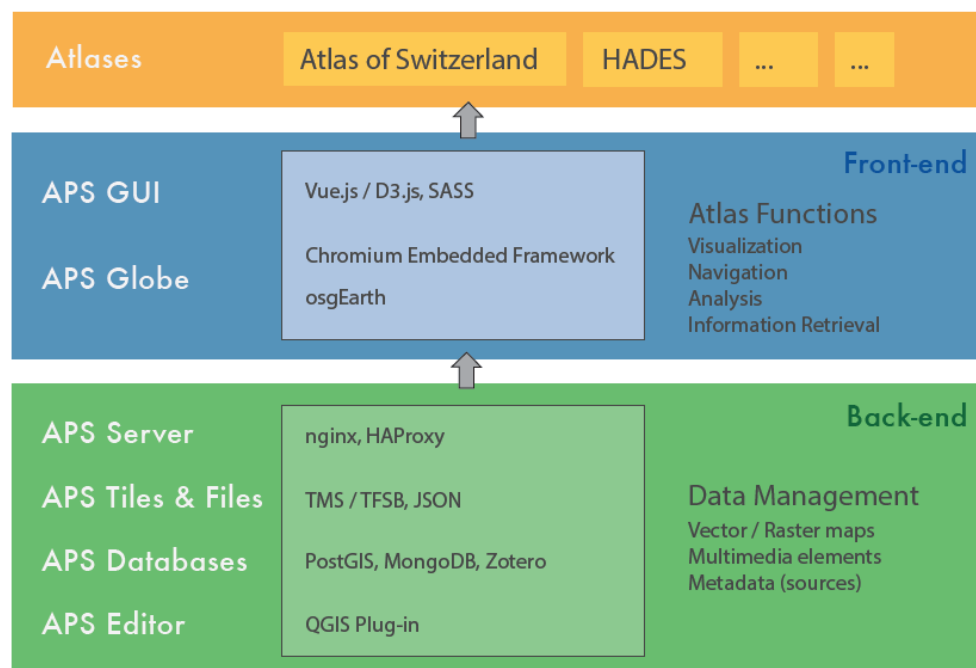 Atlases
Atlas of Switzerland
HADES
...
...
Front-end
APS GUI
Vue.js / D3.js, SASS
APS Globe
Chromium Embedded Framework
osgEarth
Atlas Functions
Visualization
Navigation
Analysis
Information Retrieval
Back-end
APS Server
nginx, HAProxy
APS Tiles & Files
TMS / TFSB, JSON
APS Databases
PostGIS, MongoDB, Zotero
APS Editor
QGIS Plug-in
Data Management
Vector / Raster maps
Multimedia elements
Metadata (sources)